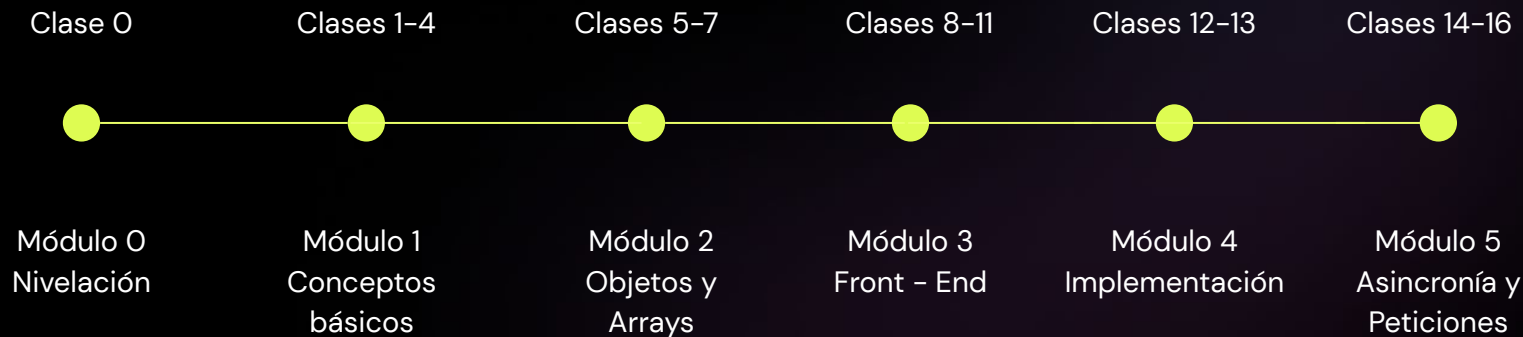 Clase 0
Clases 1-4
Clases 5-7
Clases 8-11
Clases 12-13
Clases 14-16
Módulo 0
Nivelación
Módulo 1
Conceptos
básicos
Módulo 2
Objetos y
Arrays
Módulo 3
Front - End
Módulo 4
Implementación
Módulo 5
Asincronía y
Peticiones